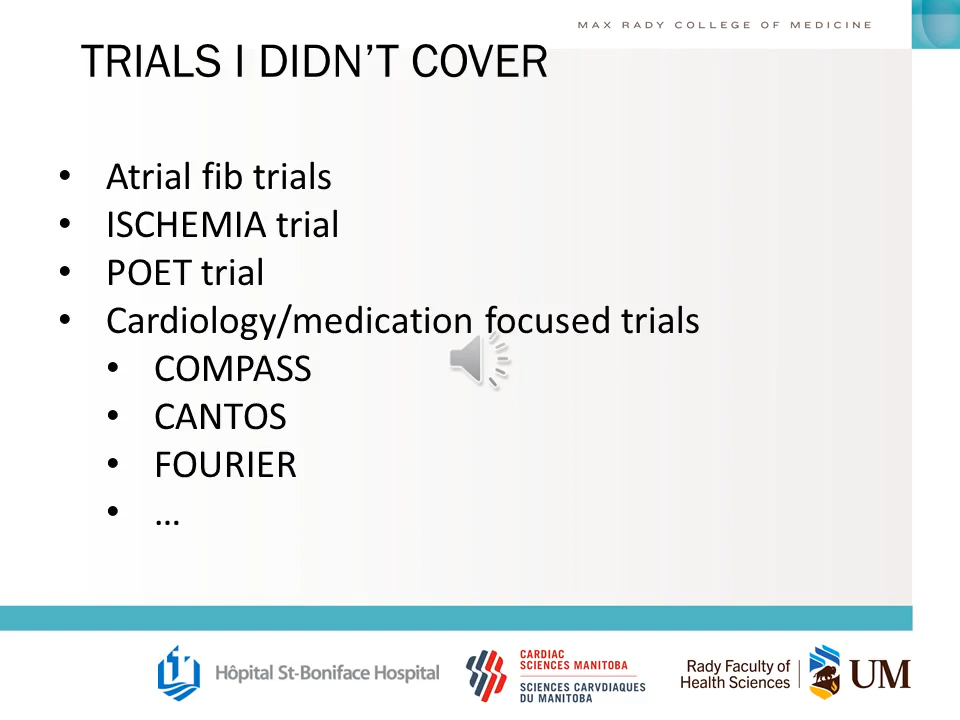 MAX RADY COLLEGE OF MEDICINE
TRIALS I DIDN’T COVER
• Atrial fib trials
• ISCHEMIA trial
• POET trial
• Cardiology/medication focused trials
• COMPASS
• CANTOS
• FOURIER
• …
Hôpital St-Boniface Hospital
CARDIAC
SCIENCES MANITOBA
SCIENCES CARVDIAQUES
DU MANITOBA
Rady Faculty of
Health Sciences
UM